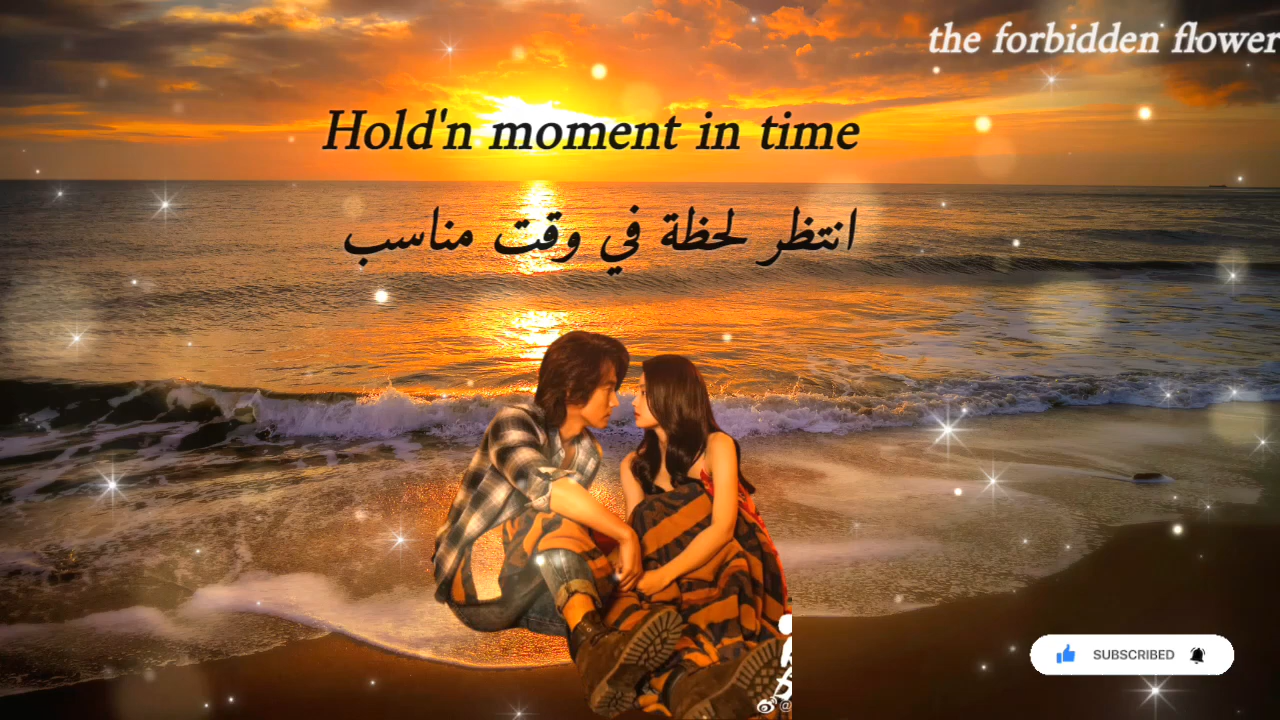 the forbidden flower
Hold'n moment in time
انتظر لحظة في وقت مناسب
SUBSCRIBED
@